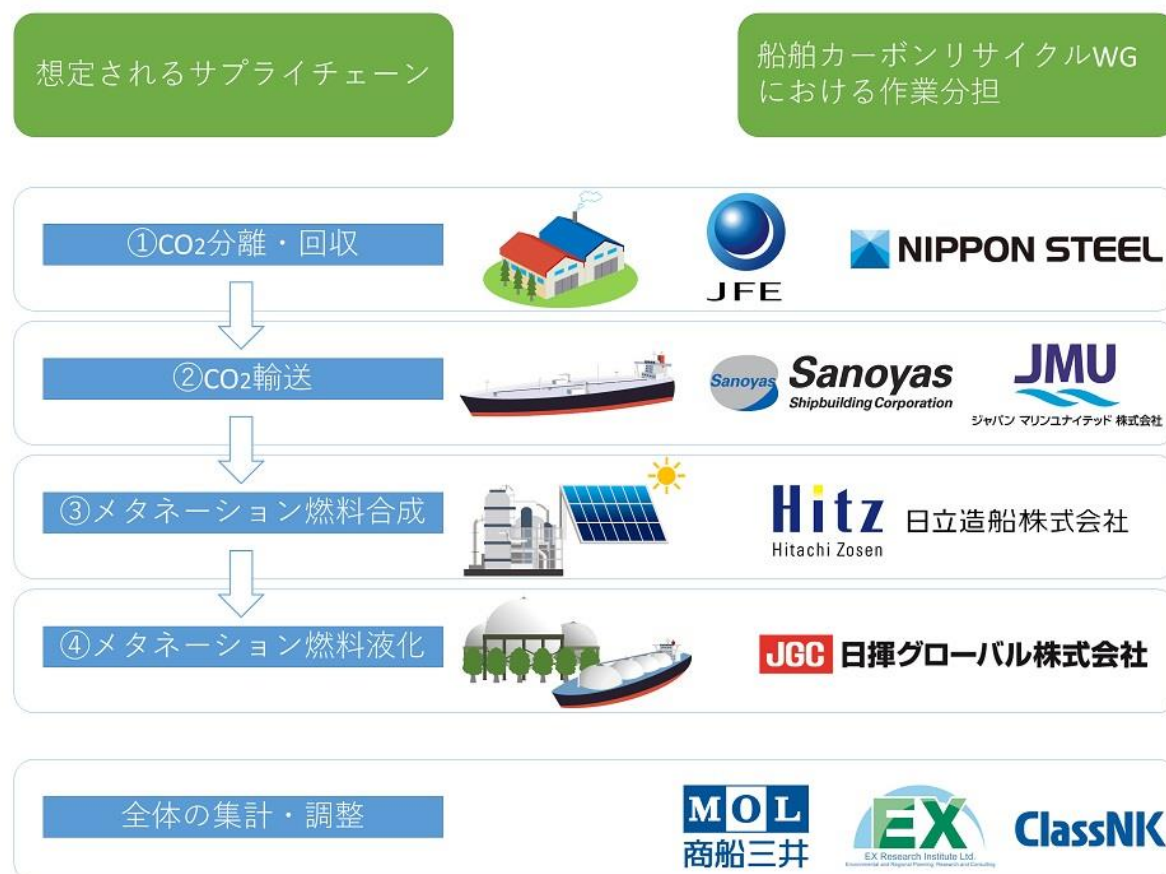 想定されるサプライチェーン
船舶カーボンリサイクルWG
における作業分担
①CO2分離・回収
JFE
NIPPON STEEL
②CO2輸送
Sanoyas
Sanoyas
Shipbuilding Corporation
JMU
ジャパン マリンユナイテッド 株式会社
③メタネーション燃料合成
Hitz
Hitachi Zosen
日立造船株式会社
④メタネーション燃料液化
JGC 日揮グローバル株式会社
全体の集計・調整
MOL
商船三井
EX
EX Research Institute Ltd.
Environmental and Regional Planning, Research and Consulting
ClassNK